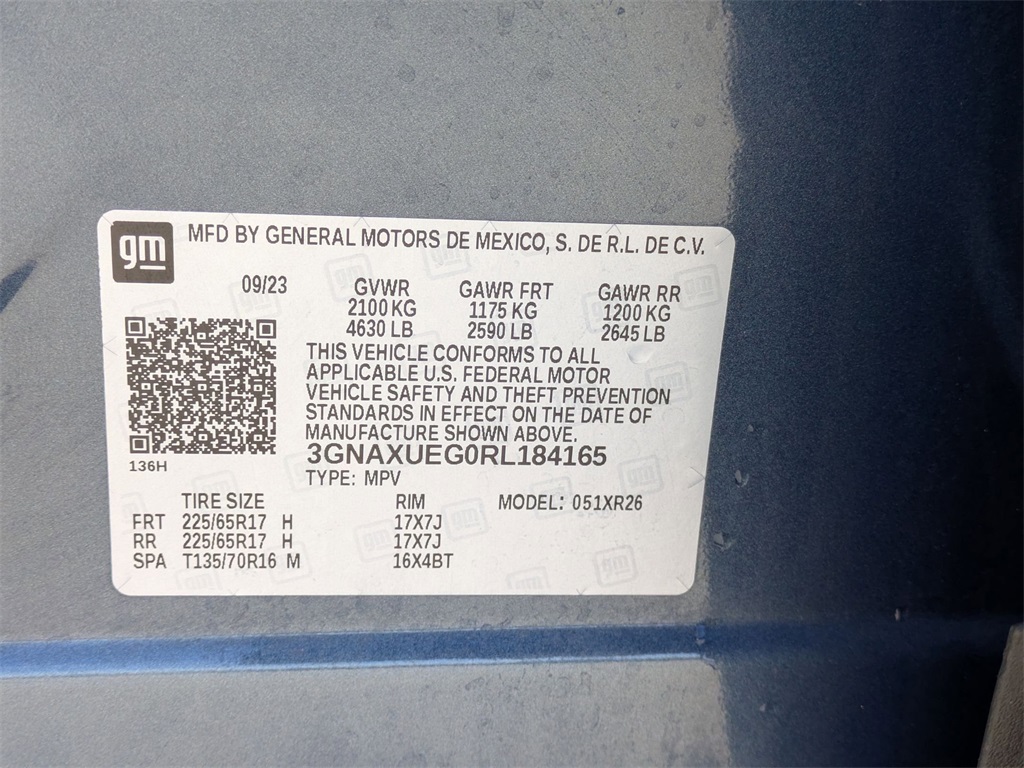 gm MFD BY GENERAL MOTORS DE MEXICO, S. DE R.L. DE C.V.
09/23 GVWR GAWR FRT GAWR RR
2100 KG 1175 KG 1200 KG
4630 LB 2590 LB 2645 LB
THIS VEHICLE CONFORMS TO ALL
APPLICABLE U.S. FEDERAL MOTOR
VEHICLE SAFETY AND THEFT PREVENTION
STANDARDS IN EFFECT ON THE DATE OF
MANUFACTURE SHOWN ABOVE.
3GNAXUEG0RL184165
136H
TYPE: MPV
TIRE SIZE RIM MODEL: 051XR26
FRT 225/65R17 H 17X7J
RR 225/65R17 H 17X7J
SPA T135/70R16 M 16X4BT